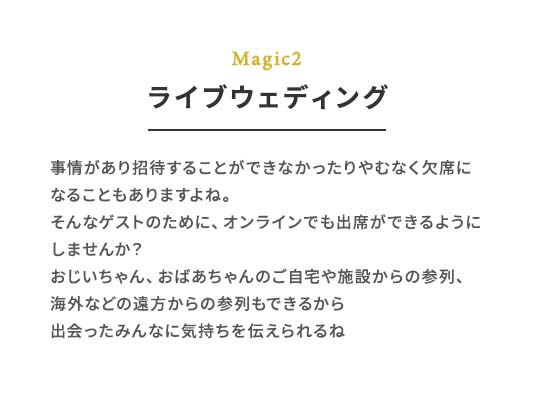 Magic2
ライブウェディング
事情があり招待することができなかったりやむなく欠席に
なることもありますよね。
そんなゲストのために、オンラインでも出席ができるように
しませんか？
おじいちゃん、おばあちゃんのご自宅や施設からの参列、
海外などの遠方からの参列もできるから
出会ったみんなに気持ちを伝えられるね